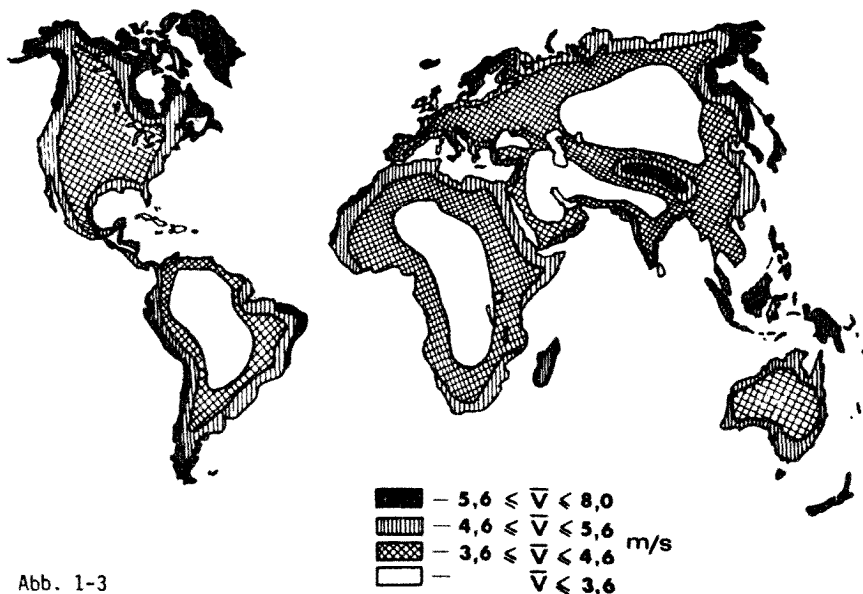 — 5,6 ⩽ V̅ ⩽ 8,0
— 4,6 ⩽ V̅ ⩽ 5,6
— 3,6 ⩽ V̅ ⩽ 4,6
— V̅ ⩽ 3,6
m/s
Abb. 1-3